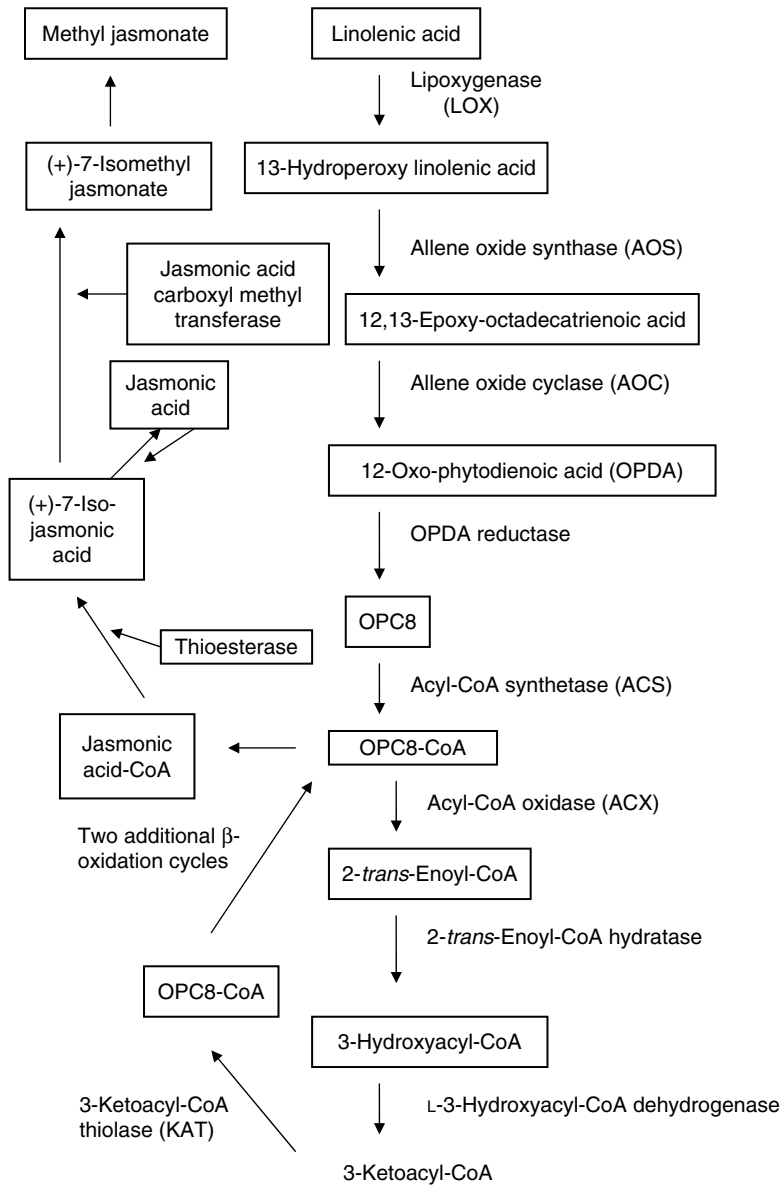 Methyl jasmonate
Linolenic acid
Lipoxygenase
(LOX)
(+)-7-Isomethyl
jasmonate
13-Hydroperoxy linolenic acid
Allene oxide synthase (AOS)
Jasmonic acid
carboxyl methyl
transferase
12,13-Epoxy-octadecatrienoic acid
Jasmonic
acid
Allene oxide cyclase (AOC)
12-Oxo-phytodienoic acid (OPDA)
(+)-7-Iso-
jasmonic
acid
OPDA reductase
OPC8
Thioesterase
Acyl-CoA synthetase (ACS)
Jasmonic
acid-CoA
OPC8-CoA
Acyl-CoA oxidase (ACX)
Two additional β-
oxidation cycles
2-trans-Enoyl-CoA
2-trans-Enoyl-CoA hydratase
OPC8-CoA
3-Hydroxyacyl-CoA
3-Ketoacyl-CoA
thiolase (KAT)
L-3-Hydroxyacyl-CoA dehydrogenase
3-Ketoacyl-CoA